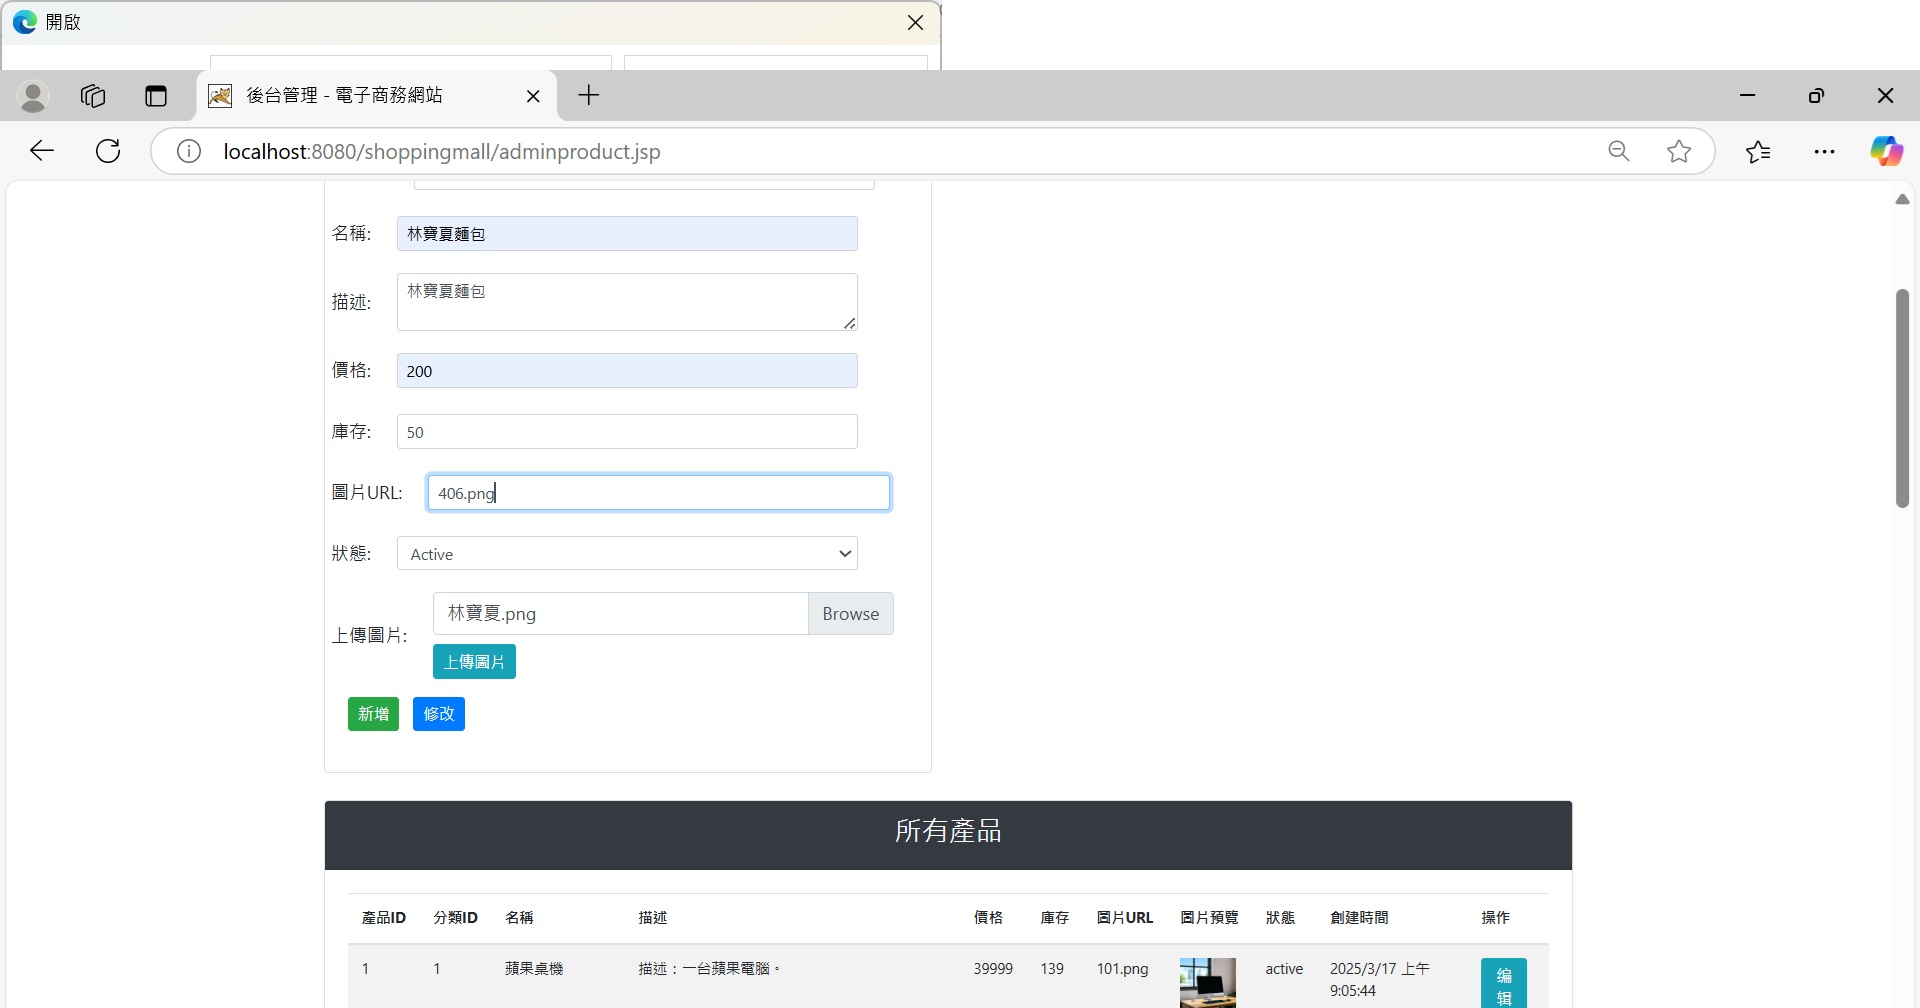 開啟
後台管理 - 電子商務網站
localhost:8080/shoppingmall/adminproduct.jsp
名稱: 林寶夏麵包
描述: 林寶夏麵包
價格: 200
庫存: 50
圖片URL: 406.png
狀態: Active
林寶夏.png Browse
上傳圖片:
上傳圖片
新增 修改
所有產品
產品ID 分類ID 名稱 描述 價格 庫存 圖片URL 圖片預覽 狀態 創建時間 操作
1 1 蘋果桌機 描述：一台蘋果電腦。 39999 139 101.png active 2025/3/17 上午 编
9:05:44 辑